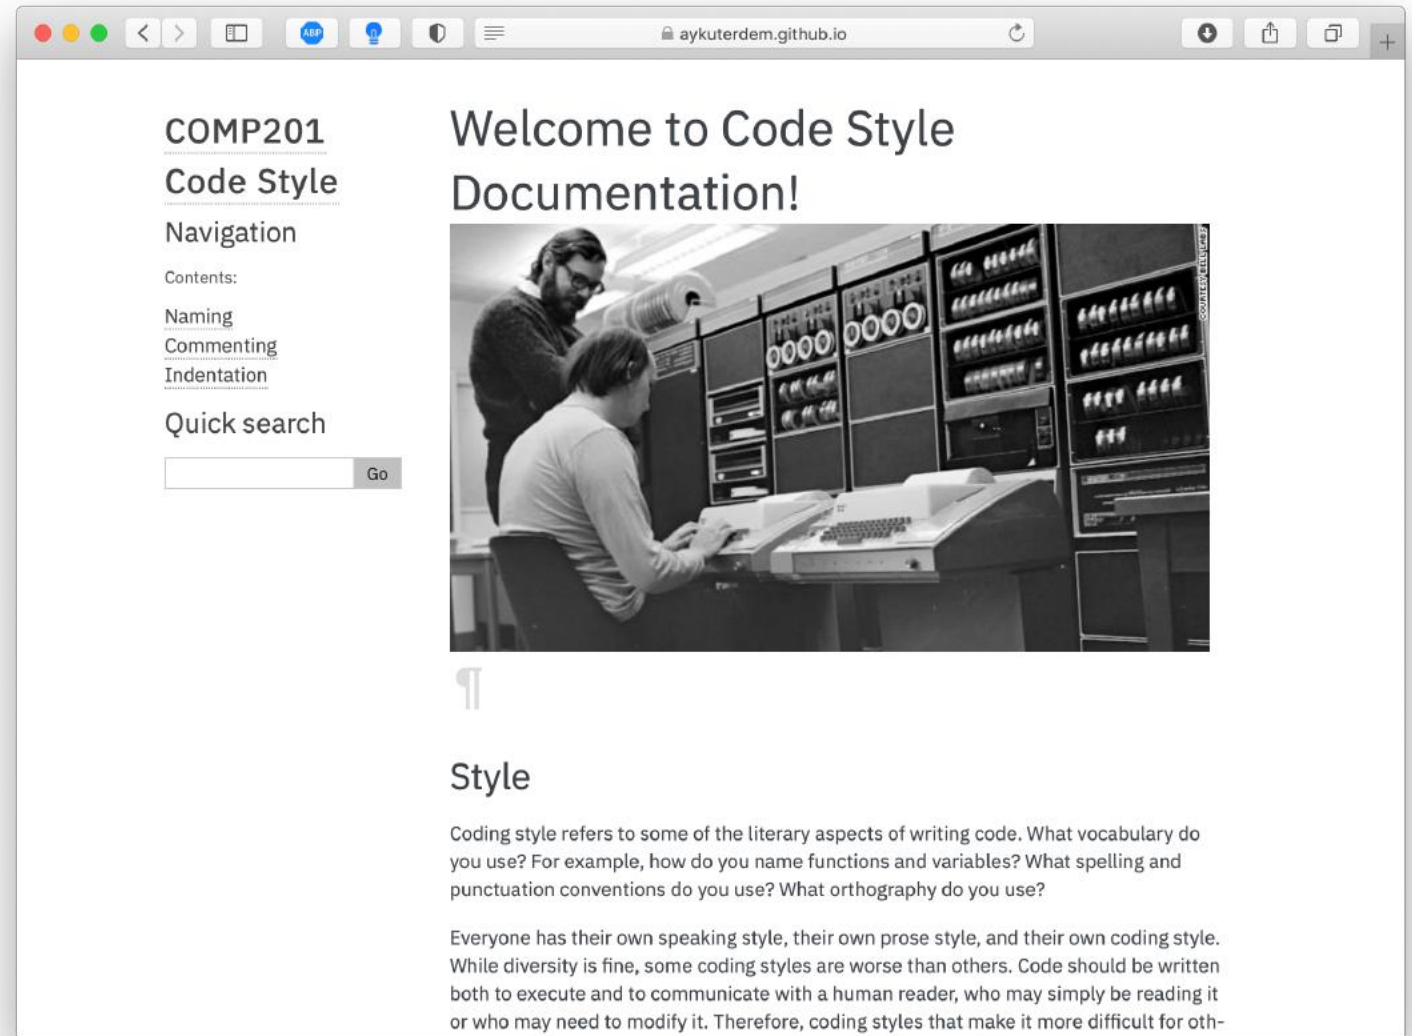 ABP
aykuterdem.github.io
COMP201
Code Style
Navigation
Contents:
Naming
Commenting
Indentation
Quick search
Go
Welcome to Code Style
Documentation!
COURTESY BELL LABS
¶
Style
Coding style refers to some of the literary aspects of writing code. What vocabulary do
you use? For example, how do you name functions and variables? What spelling and
punctuation conventions do you use? What orthography do you use?
Everyone has their own speaking style, their own prose style, and their own coding style.
While diversity is fine, some coding styles are worse than others. Code should be written
both to execute and to communicate with a human reader, who may simply be reading it
or who may need to modify it. Therefore, coding styles that make it more difficult for oth-